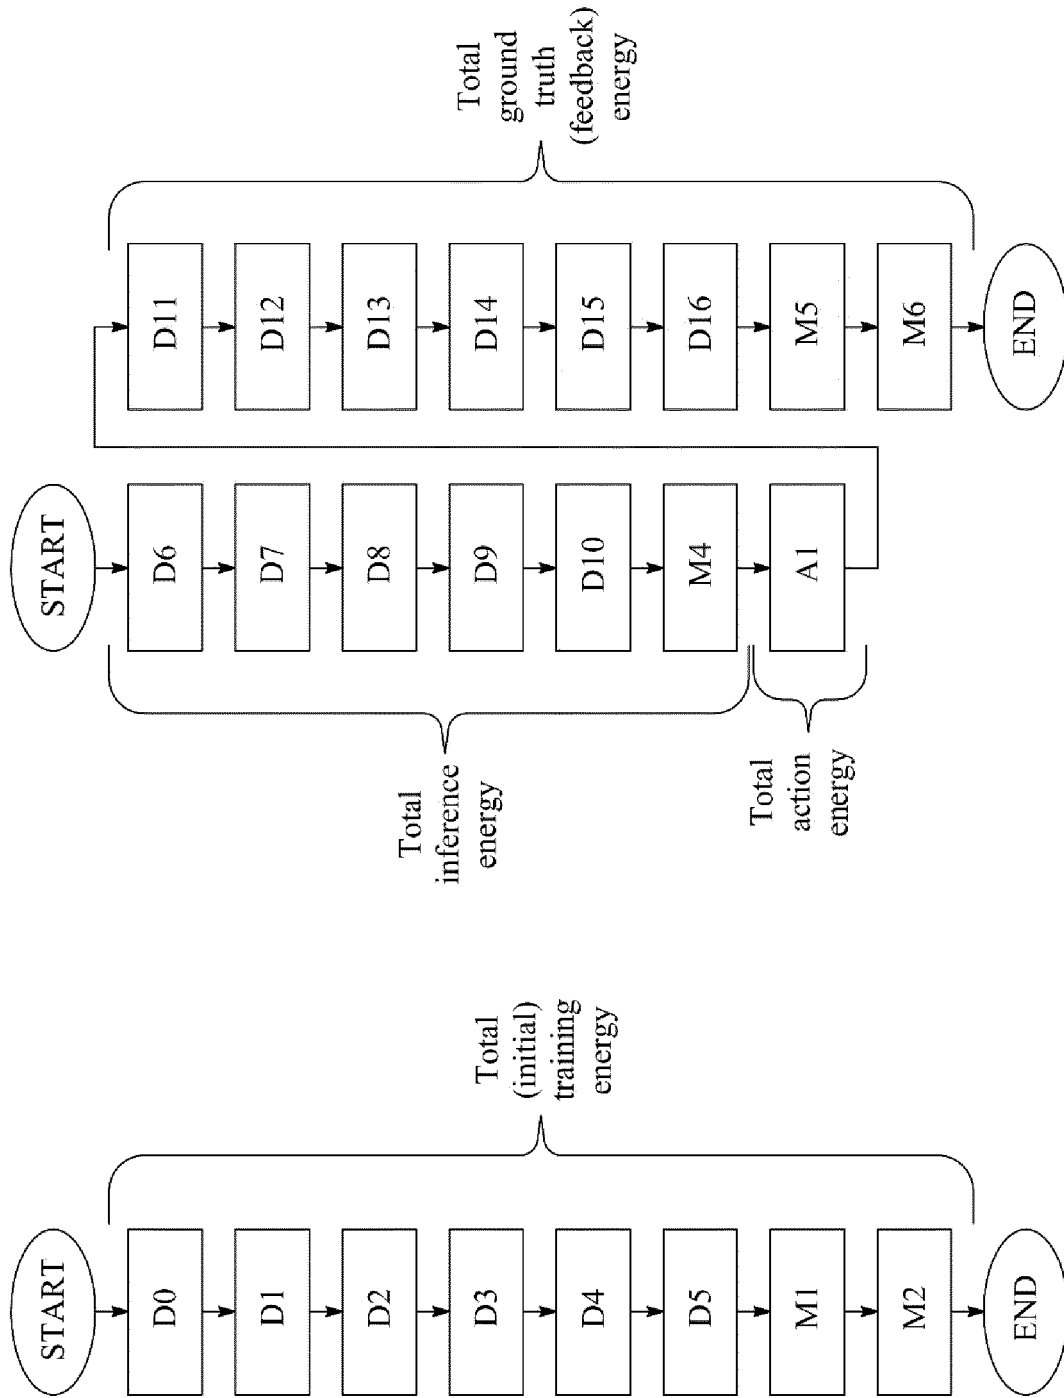 START
D0
D1
D2
D3
D4
D5
M1
M2
END
Total
(initial)
training
energy
START
D6
D7
D8
D9
D10
M4
A1
Total
inference
energy
Total
action
energy
D11
D12
D13
D14
D15
D16
M5
M6
END
Total
ground
truth
(feedback)
energy